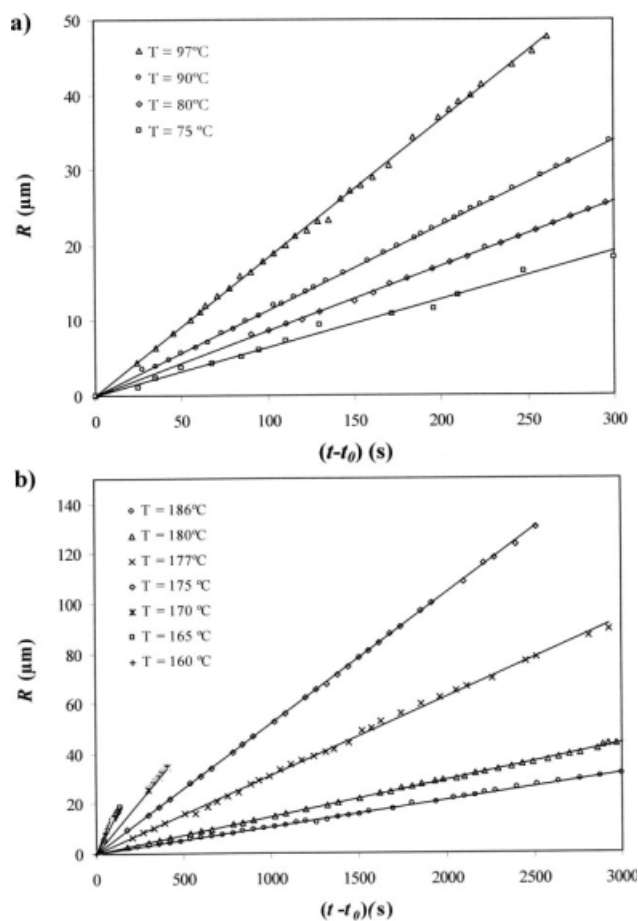 a)
50
40
30
20
10
0
R (μm)
T = 97°C
T = 90°C
T = 80°C
T = 75 °C
0 50 100 150 200 250 300
(t-t₀) (s)
b)
140
120
100
80
60
40
20
0
R (μm)
T = 186°C
T = 180°C
T = 177°C
T = 175 °C
T = 170 °C
T = 165 °C
T = 160 °C
0 500 1000 1500 2000 2500 3000
(t -t₀)(s)